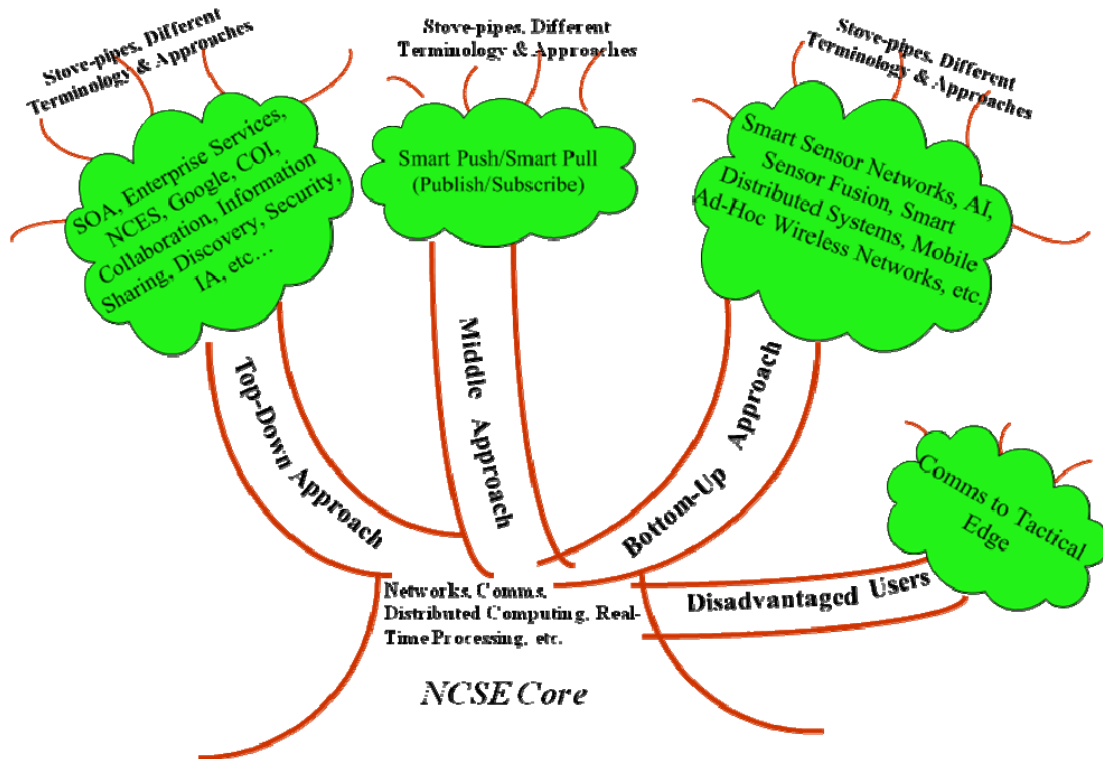 Stove-pipes, Different
Terminology & Approaches
Stove-pipes, Different
Terminology & Approaches
Stove-pipes, Different
Terminology & Approaches
SOA, Enterprise Services,
NCES, Google, COI,
Collaboration, Information
Sharing, Discovery, Security,
IA, etc…
Smart Push/Smart Pull
(Publish/Subscribe)
Smart Sensor Networks, AI,
Sensor Fusion, Smart
Distributed Systems, Mobile
Ad-Hoc Wireless Networks, etc.
Top-Down Approach
Middle Approach
Bottom-Up Approach
Comms to Tactical
Edge
Disadvantaged Users
Networks, Comms,
Distributed Computing, Real-
Time Processing, etc.
NCSE Core